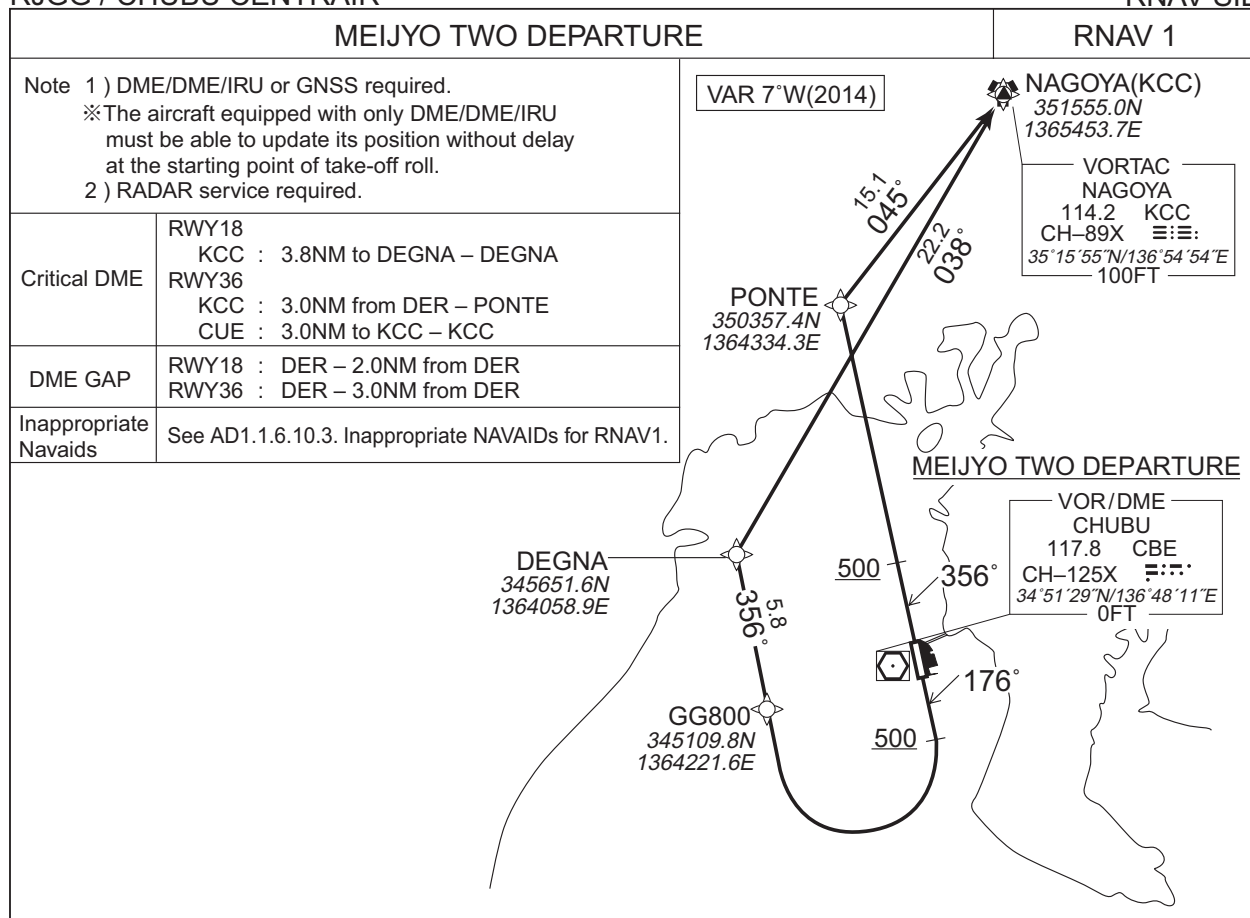 RJGG / CHUBU CENTRAIR
RNAV SID
MEIJYO TWO DEPARTURE
RNAV 1
Note 1 ) DME/DME/IRU or GNSS required.
※The aircraft equipped with only DME/DME/IRU
must be able to update its position without delay
at the starting point of take-off roll.
2 ) RADAR service required.
Critical DME
RWY18
KCC : 3.8NM to DEGNA – DEGNA
RWY36
KCC : 3.0NM from DER – PONTE
CUE : 3.0NM to KCC – KCC
DME GAP
RWY18 : DER – 2.0NM from DER
RWY36 : DER – 3.0NM from DER
Inappropriate
Navaids
See AD1.1.6.10.3. Inappropriate NAVAIDs for RNAV1.
VAR 7°W(2014)
NAGOYA(KCC)
351555.0N
1365453.7E
VORTAC
NAGOYA
114.2 KCC
CH–89X
35°15´55˝N/136°54´54˝E
100FT
15.1
045°
22.2
038°
PONTE
350357.4N
1364334.3E
MEIJYO TWO DEPARTURE
VOR/DME
CHUBU
117.8 CBE
CH–125X
34°51´29˝N/136°48´11˝E
0FT
DEGNA
345651.6N
1364058.9E
500
356°
5.8
356°
176°
GG800
345109.8N
1364221.6E
500